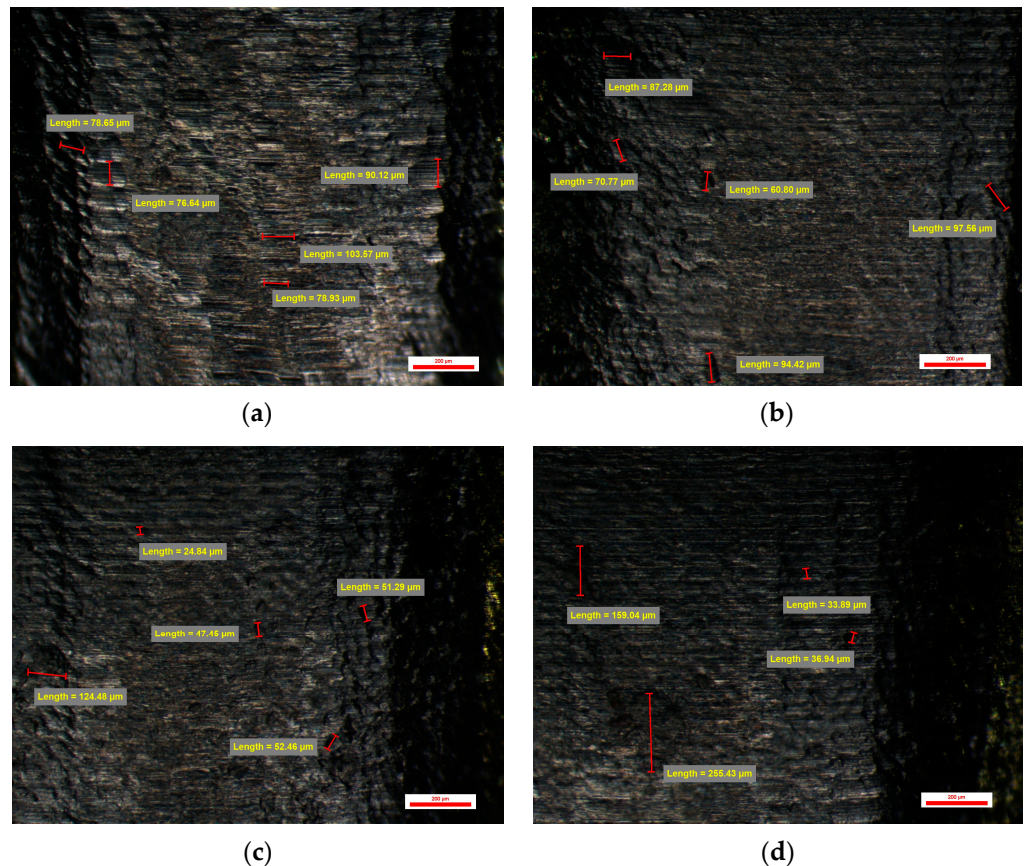 Length = 78.65 µm
Length = 90.12 µm
Length = 76.64 µm
Length = 103.57 µm
Length = 78.93 µm
200 µm
(a)
Length = 87.28 µm
Length = 70.77 µm
Length = 60.80 µm
Length = 97.56 µm
Length = 94.42 µm
200 µm
(b)
Length = 24.84 µm
Length = 51.29 µm
Length = 47.45 µm
Length = 124.48 µm
Length = 52.46 µm
200 µm
(c)
Length = 159.04 µm
Length = 33.89 µm
Length = 36.94 µm
Length = 255.43 µm
200 µm
(d)